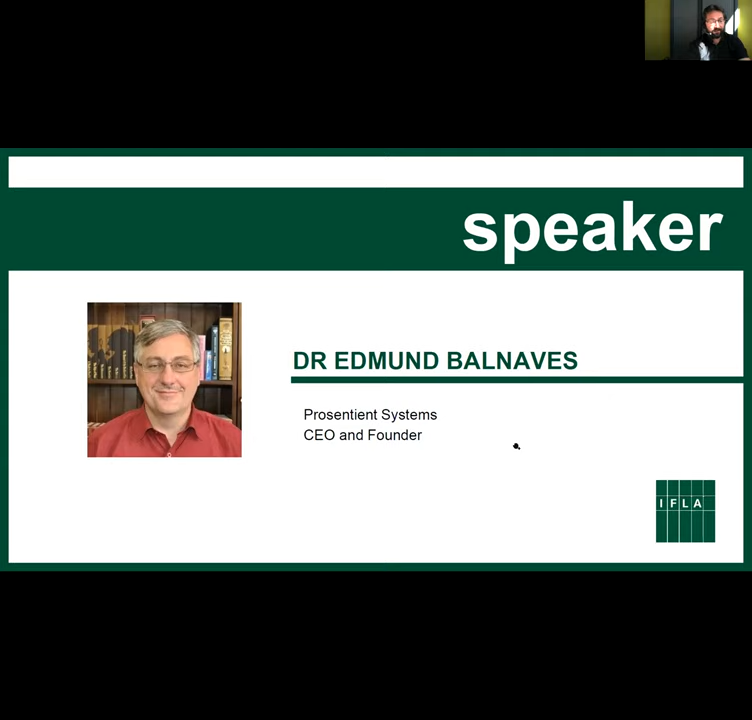 speaker
DR EDMUND BALNAVES
Prosentient Systems
CEO and Founder
IFLA